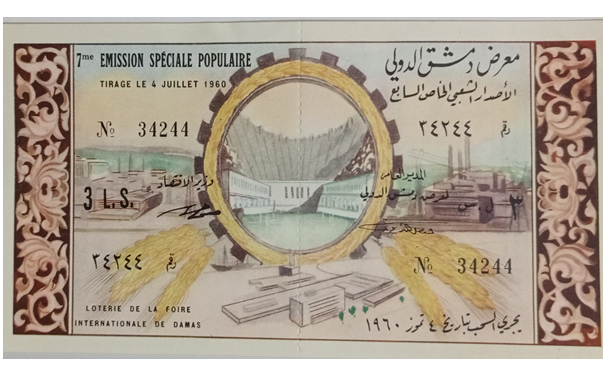 7me EMISSION SPÉCIALE POPULAIRE
TIRAGE LE 4 JUILLET 1960
معرض دمشق الدولي
الأصدار الشعبي الخاص السابع
No 34244
رقم ٣٤٢٤٤
وزير الاقتصاد
المدير العام
لمعرض دمشق الدولي
3 L.S.
٣ ل.س
رقم ٣٤٢٤٤
No 34244
LOTERIE DE LA FOIRE
INTERNATIONALE DE DAMAS
يجري السحب بتاريخ ٤ تموز ١٩٦٠